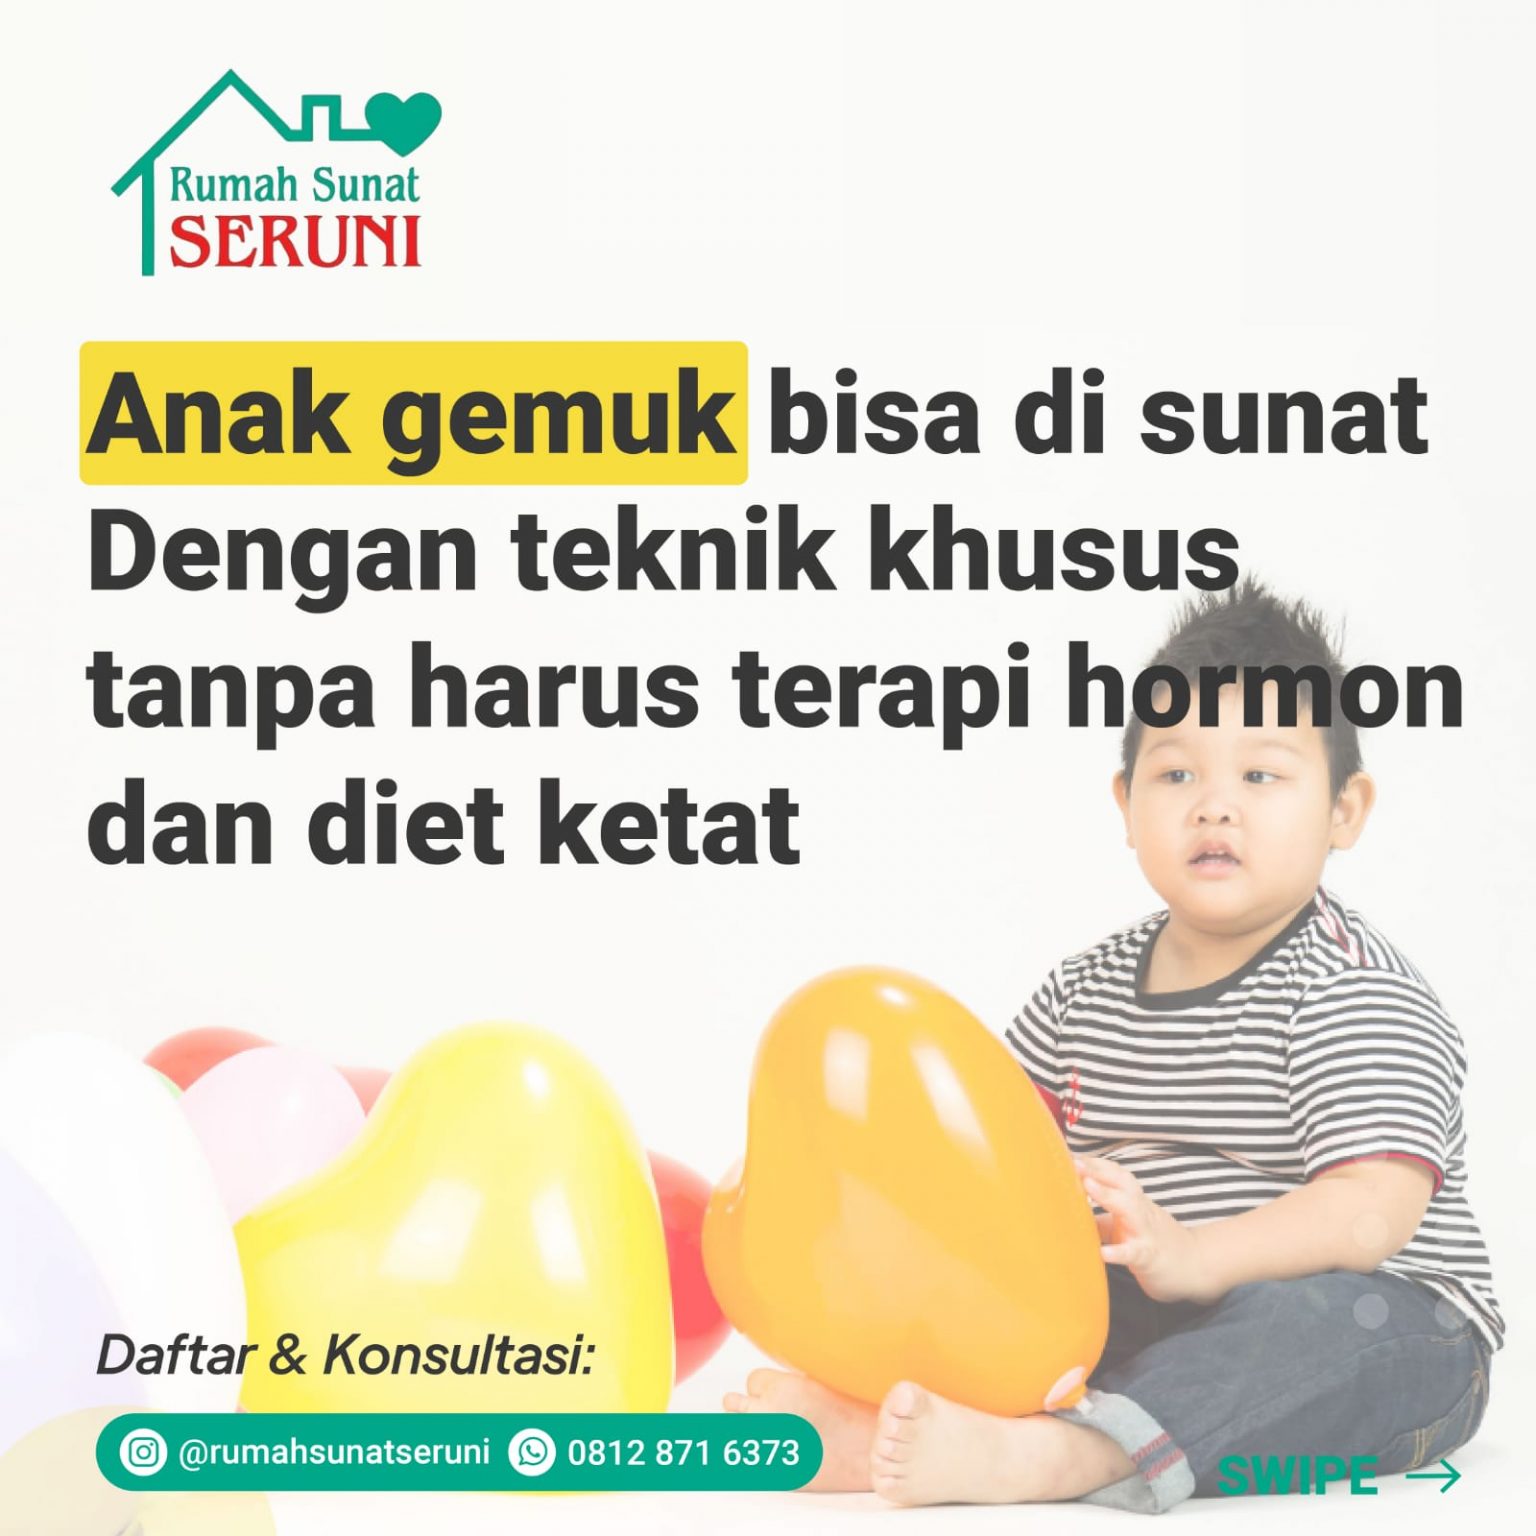 Rumah Sunat
SERUNI
Anak gemuk bisa di sunat
Dengan teknik khusus
tanpa harus terapi hormon
dan diet ketat
Daftar & Konsultasi:
@rumahsunatseruni 0812 871 6373
SWIPE →